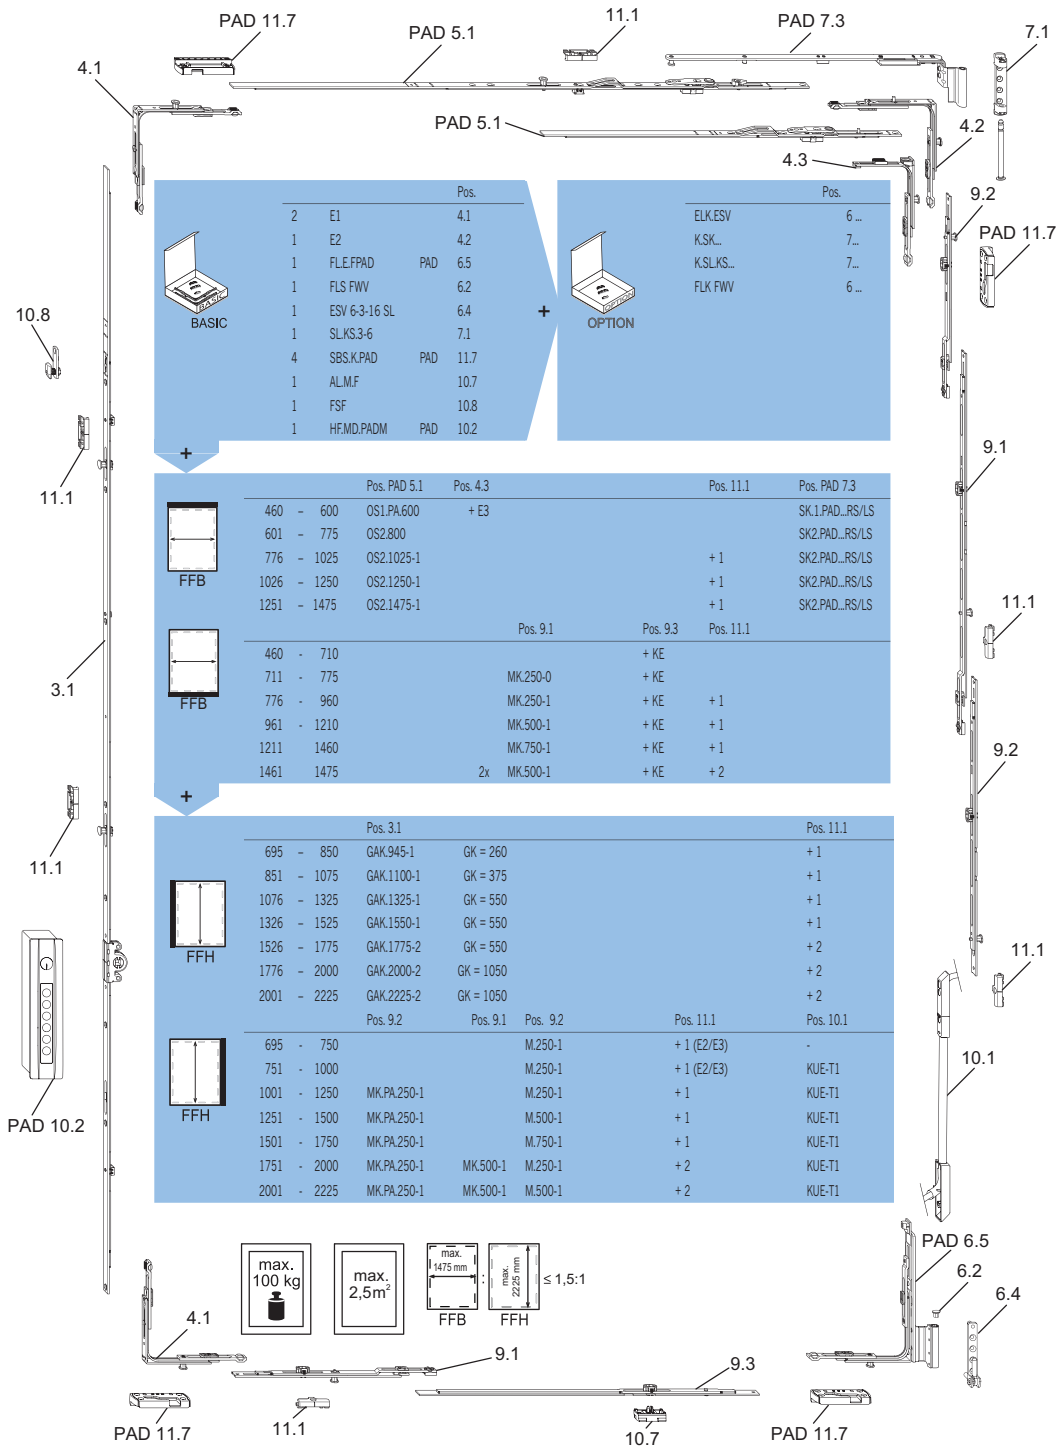 PAD 11.7
PAD 5.1
11.1
PAD 7.3
7.1
4.1
PAD 5.1
4.2
4.3
9.2
PAD 11.7
Pos.
2 E1 4.1
1 E2 4.2
1 FL.E.FPAD PAD 6.5
1 FLS FWV 6.2
1 ESV 6-3-16 SL 6.4
1 SL.KS.3-6 7.1
4 SBS.K.PAD PAD 11.7
1 AL.M.F 10.7
1 FSF 10.8
1 HF.MD.PADM PAD 10.2
BASIC
BASIC
+
Pos.
ELK.ESV 6 ...
K.SK... 7...
K.SL.KS... 7...
FLK FWV 6 ...
OPTION
OPTION
10.8
11.1
+
9.1
Pos. PAD 5.1 Pos. 4.3 Pos. 11.1 Pos. PAD 7.3
460 – 600 OS1.PA.600 + E3 SK.1.PAD...RS/LS
601 – 775 OS2.800 SK2.PAD...RS/LS
776 – 1025 OS2.1025-1 + 1 SK2.PAD...RS/LS
1026 – 1250 OS2.1250-1 + 1 SK2.PAD...RS/LS
1251 – 1475 OS2.1475-1 + 1 SK2.PAD...RS/LS
FFB
Pos. 9.1 Pos. 9.3 Pos. 11.1
460 - 710 + KE
711 - 775 MK.250-0 + KE
776 - 960 MK.250-1 + KE + 1
961 - 1210 MK.500-1 + KE + 1
1211 1460 MK.750-1 + KE + 1
1461 1475 2x MK.500-1 + KE + 2
FFB
3.1
11.1
9.2
+
11.1
Pos. 3.1 Pos. 11.1
695 – 850 GAK.945-1 GK = 260 + 1
851 – 1075 GAK.1100-1 GK = 375 + 1
1076 – 1325 GAK.1325-1 GK = 550 + 1
1326 – 1525 GAK.1550-1 GK = 550 + 1
1526 – 1775 GAK.1775-2 GK = 550 + 2
1776 – 2000 GAK.2000-2 GK = 1050 + 2
2001 – 2225 GAK.2225-2 GK = 1050 + 2
FFH
Pos. 9.2 Pos. 9.1 Pos. 9.2 Pos. 11.1 Pos. 10.1
695 - 750 M.250-1 + 1 (E2/E3) -
751 - 1000 M.250-1 + 1 (E2/E3) KUE-T1
1001 - 1250 MK.PA.250-1 M.250-1 + 1 KUE-T1
1251 - 1500 MK.PA.250-1 M.500-1 + 1 KUE-T1
1501 - 1750 MK.PA.250-1 M.750-1 + 1 KUE-T1
1751 - 2000 MK.PA.250-1 MK.500-1 M.250-1 + 2 KUE-T1
2001 - 2225 MK.PA.250-1 MK.500-1 M.500-1 + 2 KUE-T1
FFH
PAD 10.2
11.1
10.1
max.
100 kg
max.
2,5m²
max.
1475 mm
FFB
:
max.
2225 mm
FFH
≤ 1,5:1
PAD 6.5
6.2
6.4
4.1
9.1
9.3
PAD 11.7
11.1
10.7
PAD 11.7